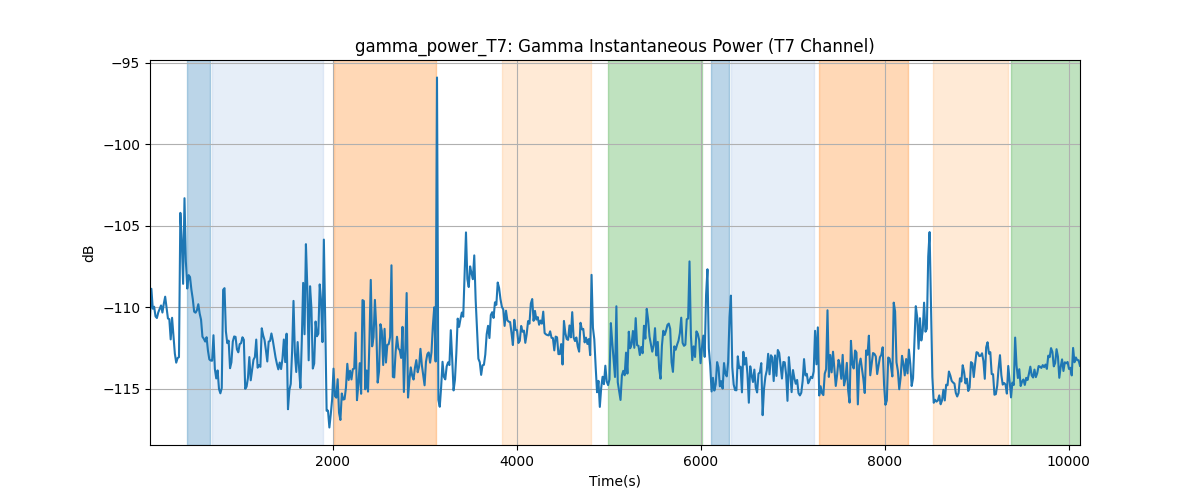 gamma_power_T7: Gamma Instantaneous Power (T7 Channel)
−95
−100
−105
−110
−115
dB
2000 4000 6000 8000 10000
Time(s)